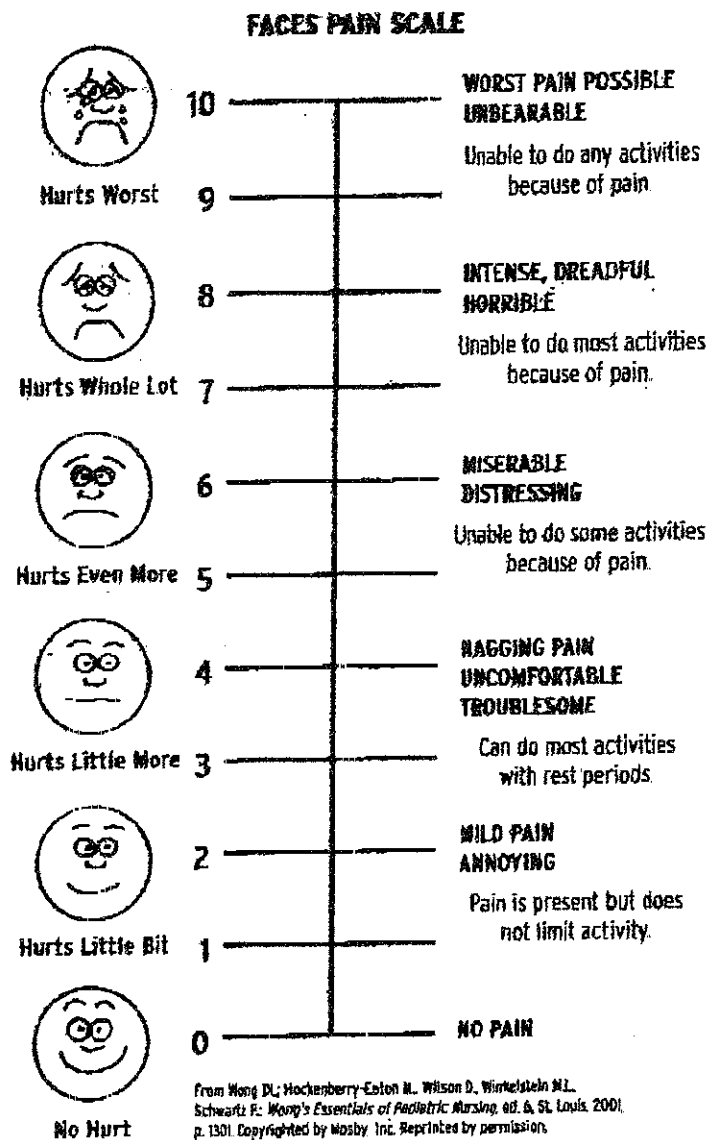 FACES PAIN SCALE
10
WORST PAIN POSSIBLE
UNBEARABLE
Unable to do any activities
because of pain.
Hurts Worst
9
8
INTENSE, DREADFUL
HORRIBLE
Unable to do most activities
because of pain.
Hurts Whole Lot
7
6
MISERABLE
DISTRESSING
Unable to do some activities
because of pain.
Hurts Even More
5
4
NAGGING PAIN
UNCOMFORTABLE
TROUBLESOME
Can do most activities
with rest periods.
Hurts Little More
3
2
MILD PAIN
ANNOYING
Pain is present but does
not limit activity.
Hurts Little Bit
1
0
NO PAIN
No Hurt
From Wong DL; Hockenberry-Eaton M., Wilson D., Winkelstein M.L.,
Schwartz P.: Wong's Essentials of Pediatric Nursing, ed. 6, St. Louis, 2001,
p. 1301. Copyrighted by Mosby, Inc. Reprinted by permission.